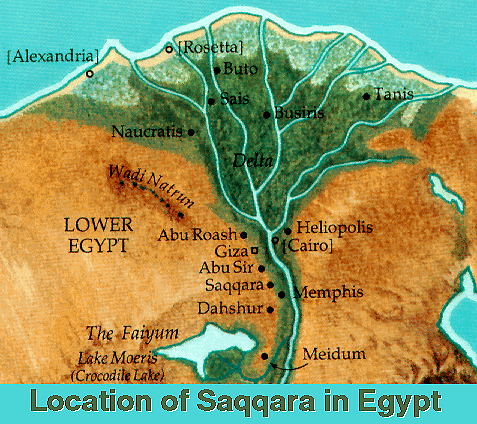 [Alexandria]
[Rosetta]
Buto
Sais
Tanis
Busiris
Naucratis
Delta
Wadi Natrun
LOWER
EGYPT
Heliopolis
Abu Roash
[Cairo]
Giza
Abu Sir
Saqqara
Memphis
Dahshur
The Faiyum
Lake Moeris
(Crocodile Lake)
Meidum
Location of Saqqara in Egypt